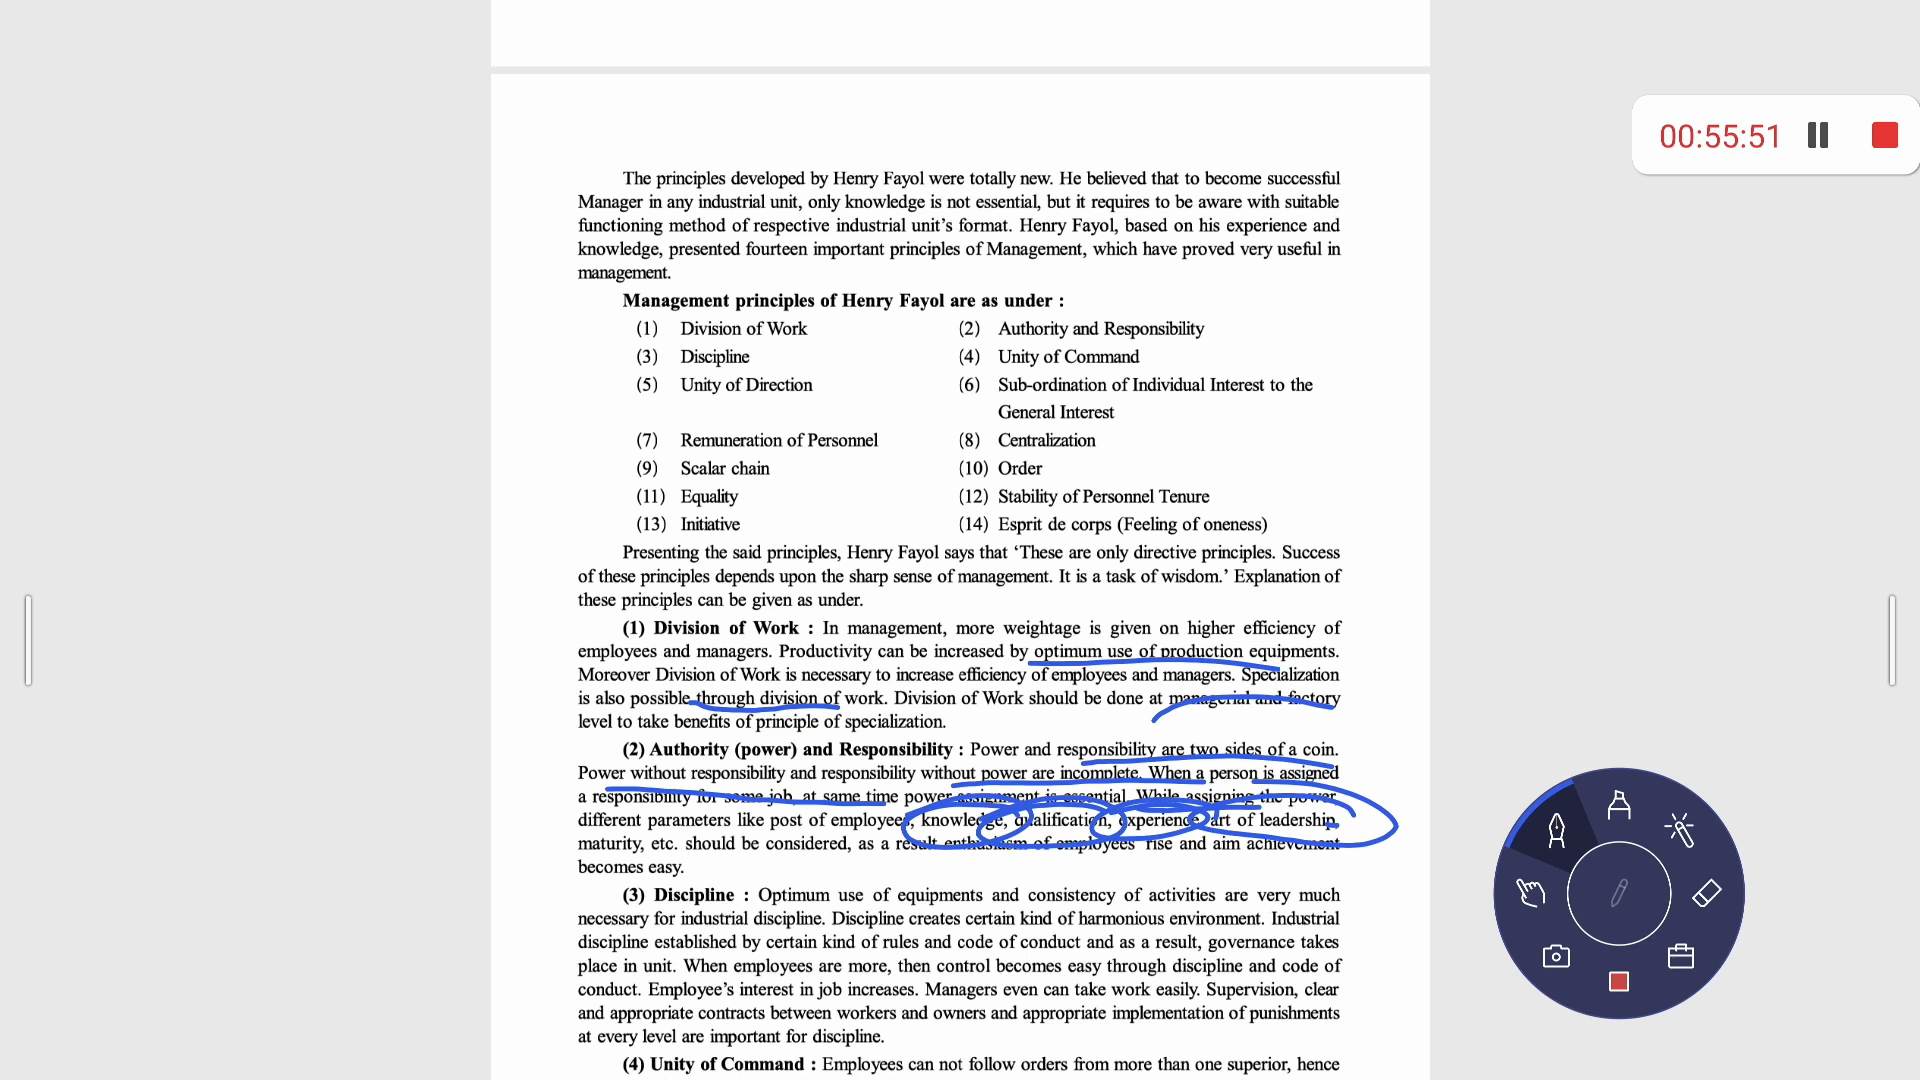 00:55:51
The principles developed by Henry Fayol were totally new. He believed that to become successful
Manager in any industrial unit, only knowledge is not essential, but it requires to be aware with suitable
functioning method of respective industrial unit's format. Henry Fayol, based on his experience and
knowledge, presented fourteen important principles of Management, which have proved very useful in
management.
Management principles of Henry Fayol are as under :
(1) Division of Work (2) Authority and Responsibility
(3) Discipline (4) Unity of Command
(5) Unity of Direction (6) Sub-ordination of Individual Interest to the
General Interest
(7) Remuneration of Personnel (8) Centralization
(9) Scalar chain (10) Order
(11) Equality (12) Stability of Personnel Tenure
(13) Initiative (14) Esprit de corps (Feeling of oneness)
Presenting the said principles, Henry Fayol says that 'These are only directive principles. Success
of these principles depends upon the sharp sense of management. It is a task of wisdom.' Explanation of
these principles can be given as under.
(1) Division of Work : In management, more weightage is given on higher efficiency of
employees and managers. Productivity can be increased by optimum use of production equipments.
Moreover Division of Work is necessary to increase efficiency of employees and managers. Specialization
is also possible through division of work. Division of Work should be done at managerial and factory
level to take benefits of principle of specialization.
(2) Authority (power) and Responsibility : Power and responsibility are two sides of a coin.
Power without responsibility and responsibility without power are incomplete. When a person is assigned
a responsibility for some job, at same time power assignment is essential. While assigning the power,
different parameters like post of employees, knowledge, qualification, experience, art of leadership,
maturity, etc. should be considered, as a result enthusiasm of employees' rise and aim achievement
becomes easy.
(3) Discipline : Optimum use of equipments and consistency of activities are very much
necessary for industrial discipline. Discipline creates certain kind of harmonious environment. Industrial
discipline established by certain kind of rules and code of conduct and as a result, governance takes
place in unit. When employees are more, then control becomes easy through discipline and code of
conduct. Employee's interest in job increases. Managers even can take work easily. Supervision, clear
and appropriate contracts between workers and owners and appropriate implementation of punishments
at every level are important for discipline.
(4) Unity of Command : Employees can not follow orders from more than one superior, hence